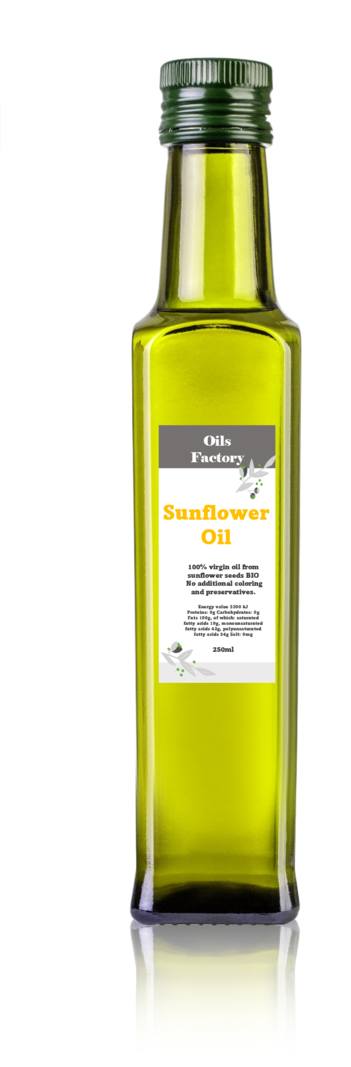 Oils
Factory
Sunflower
Oil
100% virgin oil from
sunflower seeds BIO
No additional coloring
and preservatives.
Energy value 3300 kJ
Proteins: 0g Carbohydrates: 0g
Fats 100g, of which: saturated
fatty acids 10g, monounsaturated
fatty acids 42g, polyunsaturated
fatty acids 34g Salt: 0mg
250ml